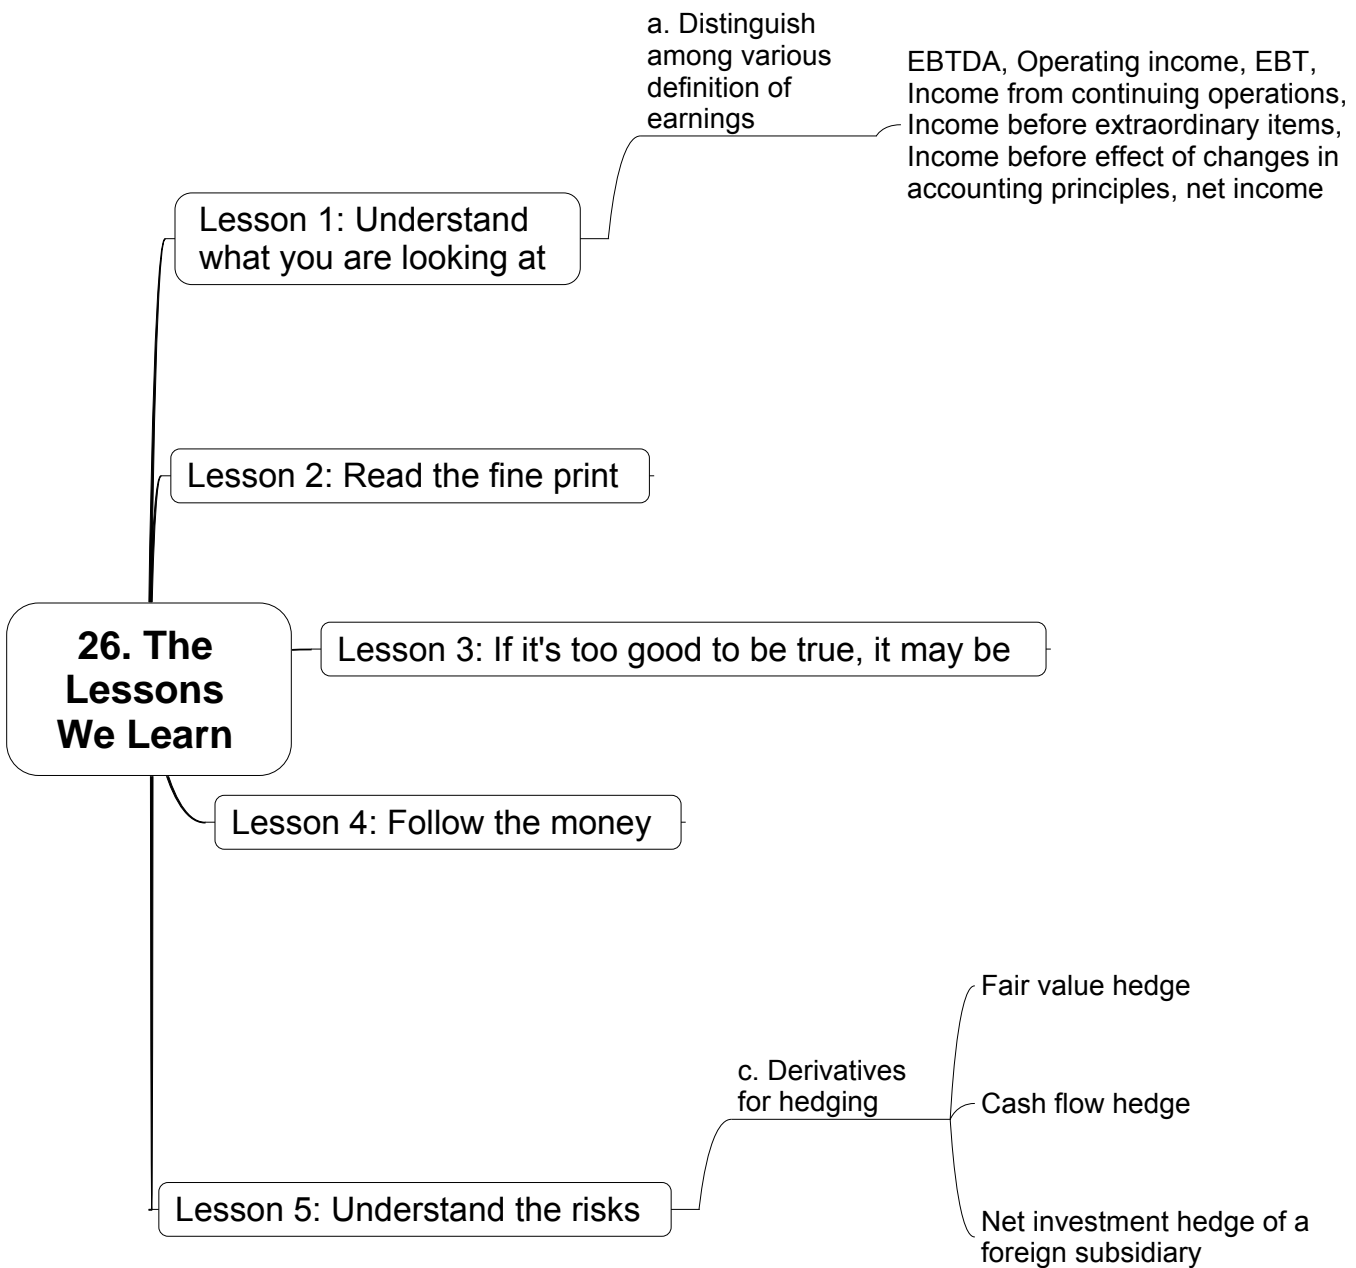 a. Distinguish
among various
definition of
earnings
EBTDA, Operating income, EBT,
Income from continuing operations,
Income before extraordinary items,
Income before effect of changes in
accounting principles, net income
Lesson 1: Understand
what you are looking at
Lesson 2: Read the fine print
26. The
Lessons
We Learn
Lesson 3: If it's too good to be true, it may be
Lesson 4: Follow the money
Fair value hedge
c. Derivatives
for hedging
Cash flow hedge
Lesson 5: Understand the risks
Net investment hedge of a
foreign subsidiary